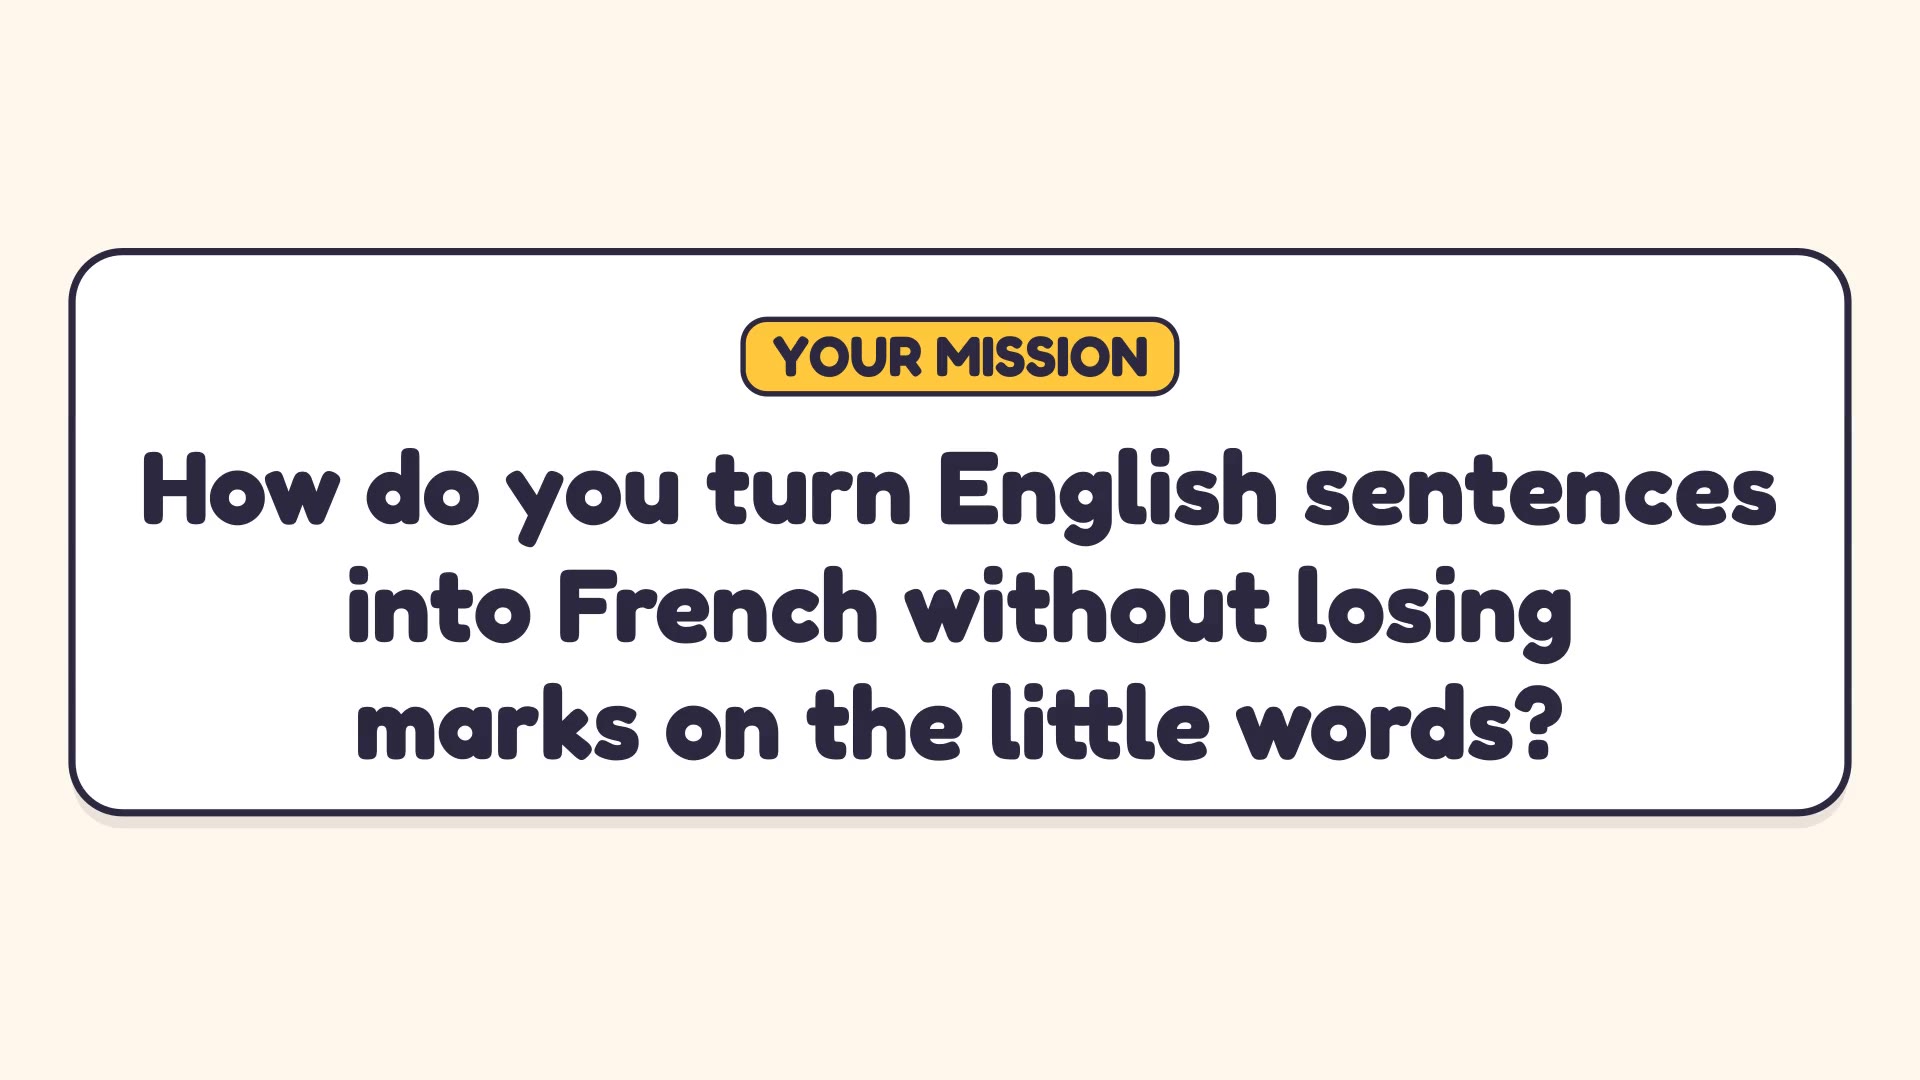 YOUR MISSION
How do you turn English sentences
into French without losing
marks on the little words?